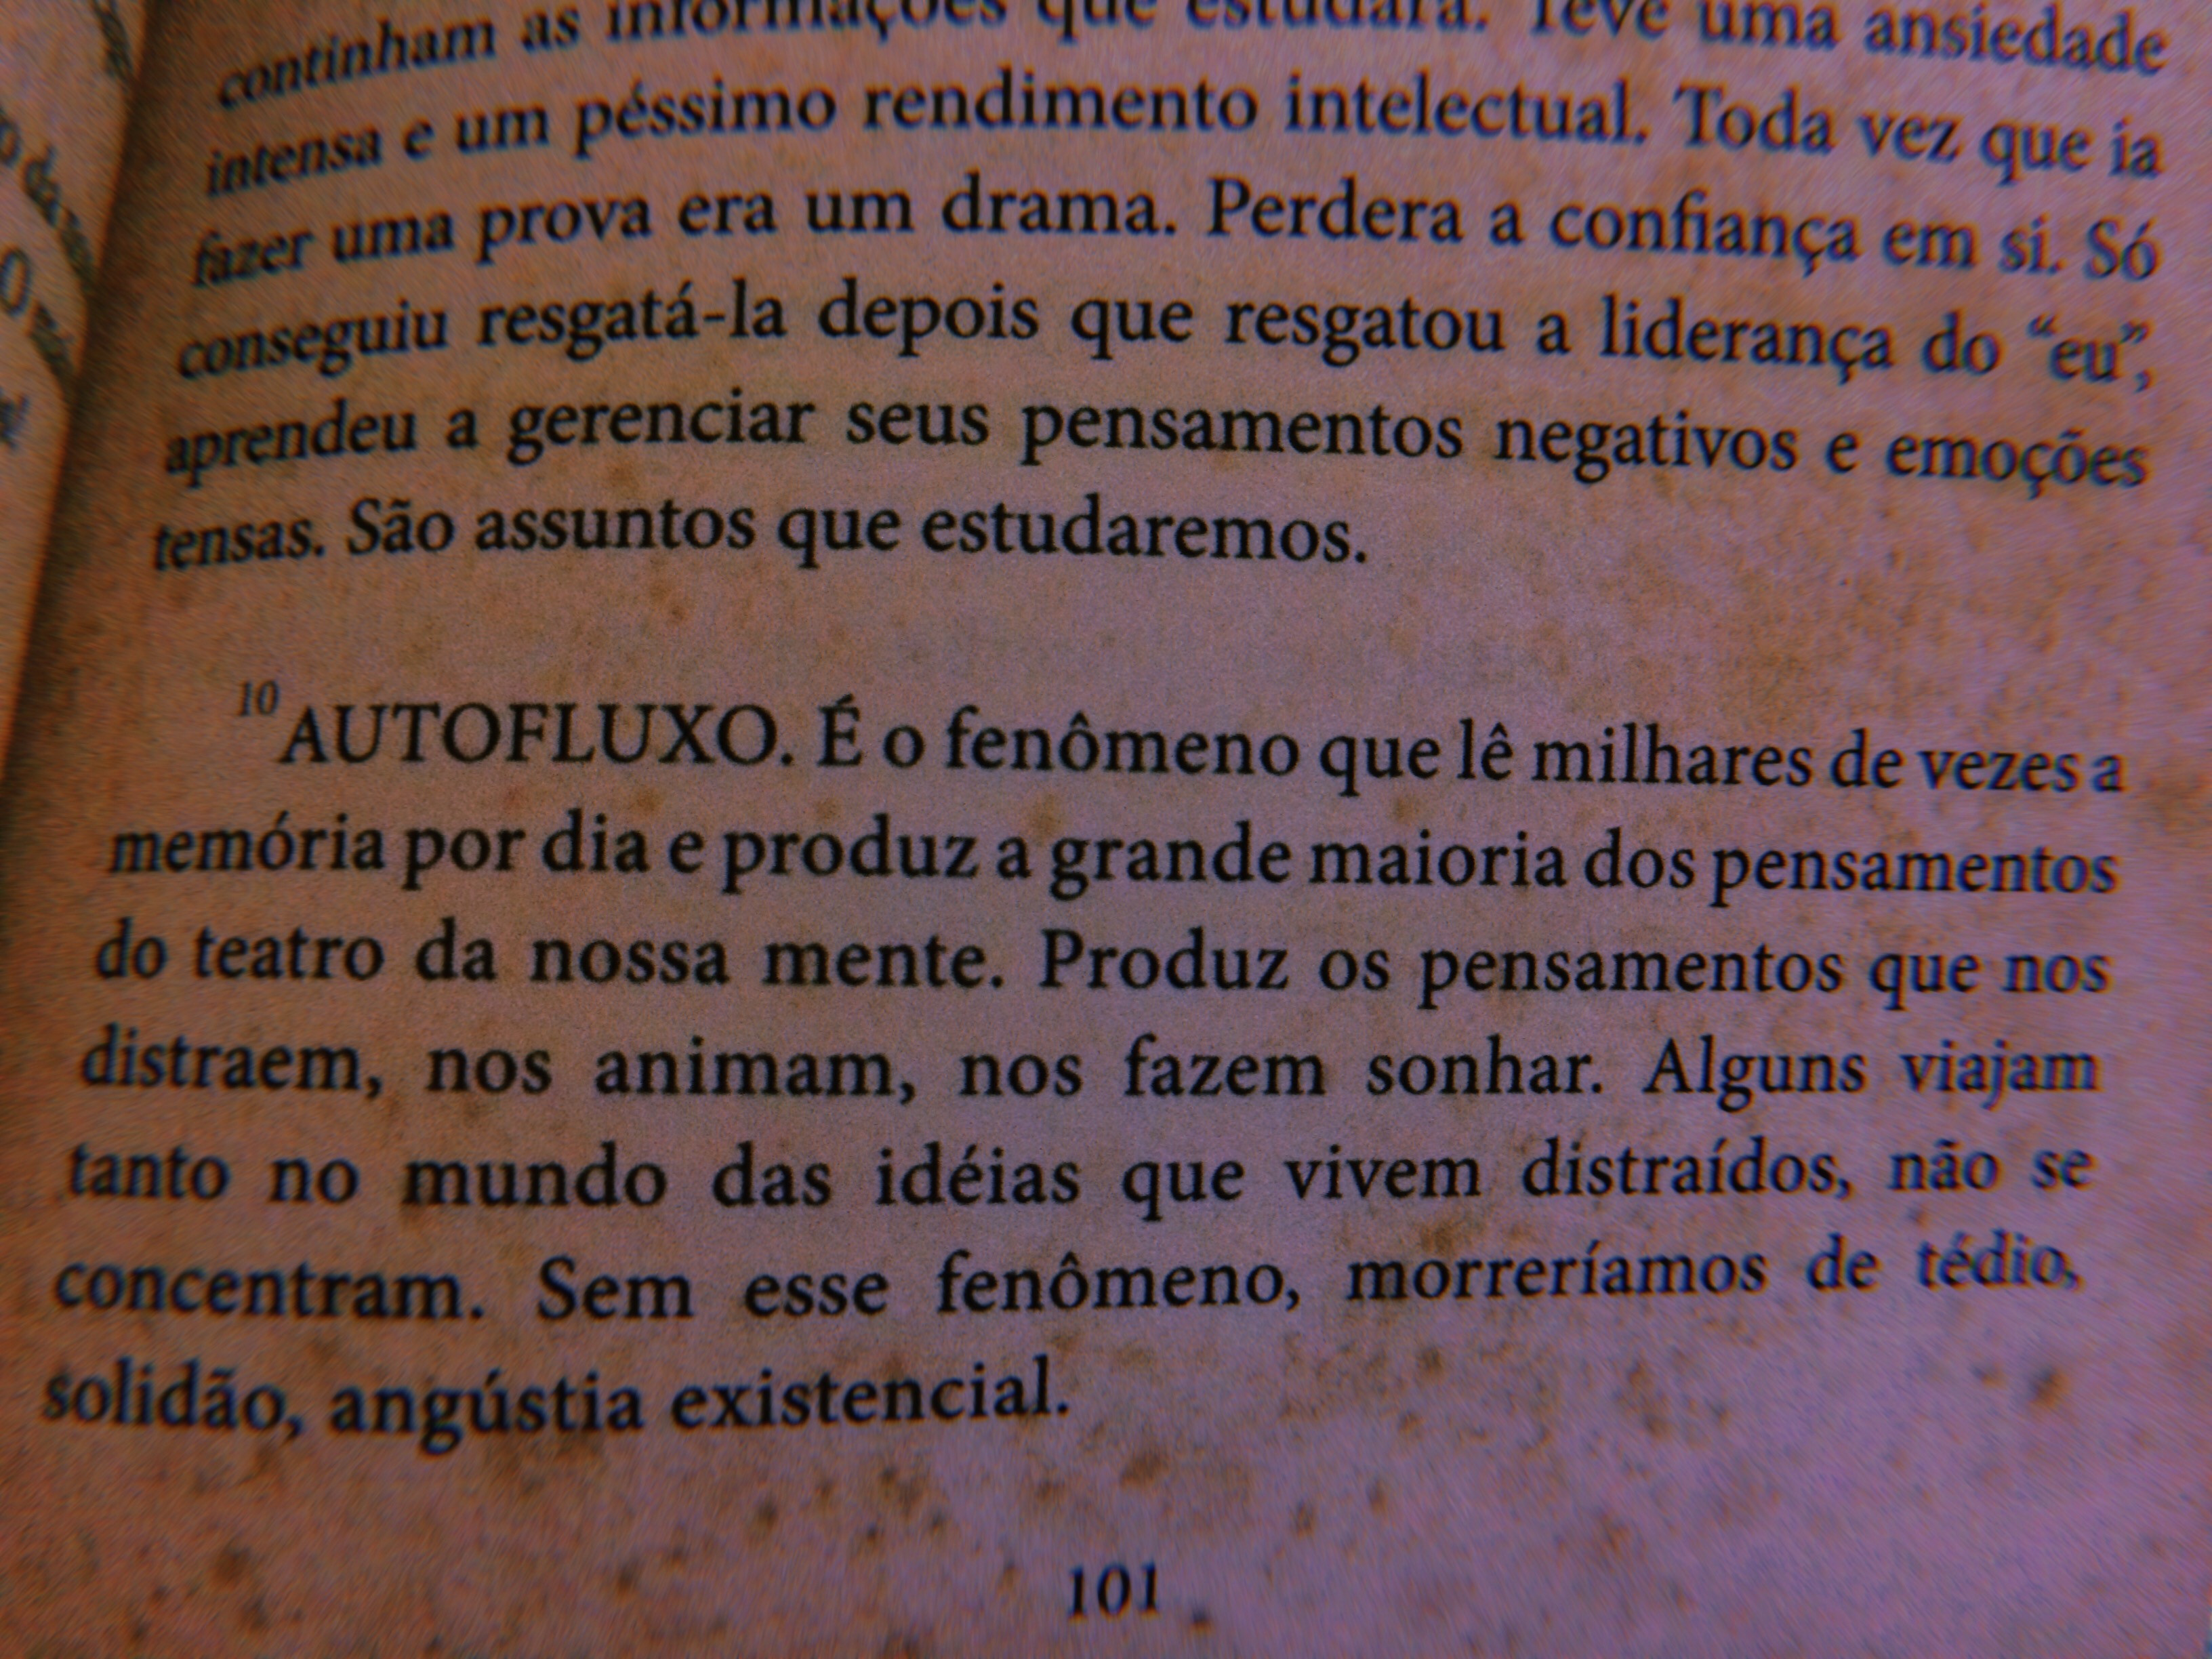 continham as informações que estudara. Teve uma ansiedade
intensa e um péssimo rendimento intelectual. Toda vez que ia
fazer uma prova era um drama. Perdera a confiança em si. Só
conseguiu resgatá-la depois que resgatou a liderança do “eu”,
aprendeu a gerenciar seus pensamentos negativos e emoções
tensas. São assuntos que estudaremos.
10 AUTOFLUXO. É o fenômeno que lê milhares de vezes a
memória por dia e produz a grande maioria dos pensamentos
do teatro da nossa mente. Produz os pensamentos que nos
distraem, nos animam, nos fazem sonhar. Alguns viajam
tanto no mundo das idéias que vivem distraídos, não se
concentram. Sem esse fenômeno, morreríamos de tédio,
solidão, angústia existencial.
101